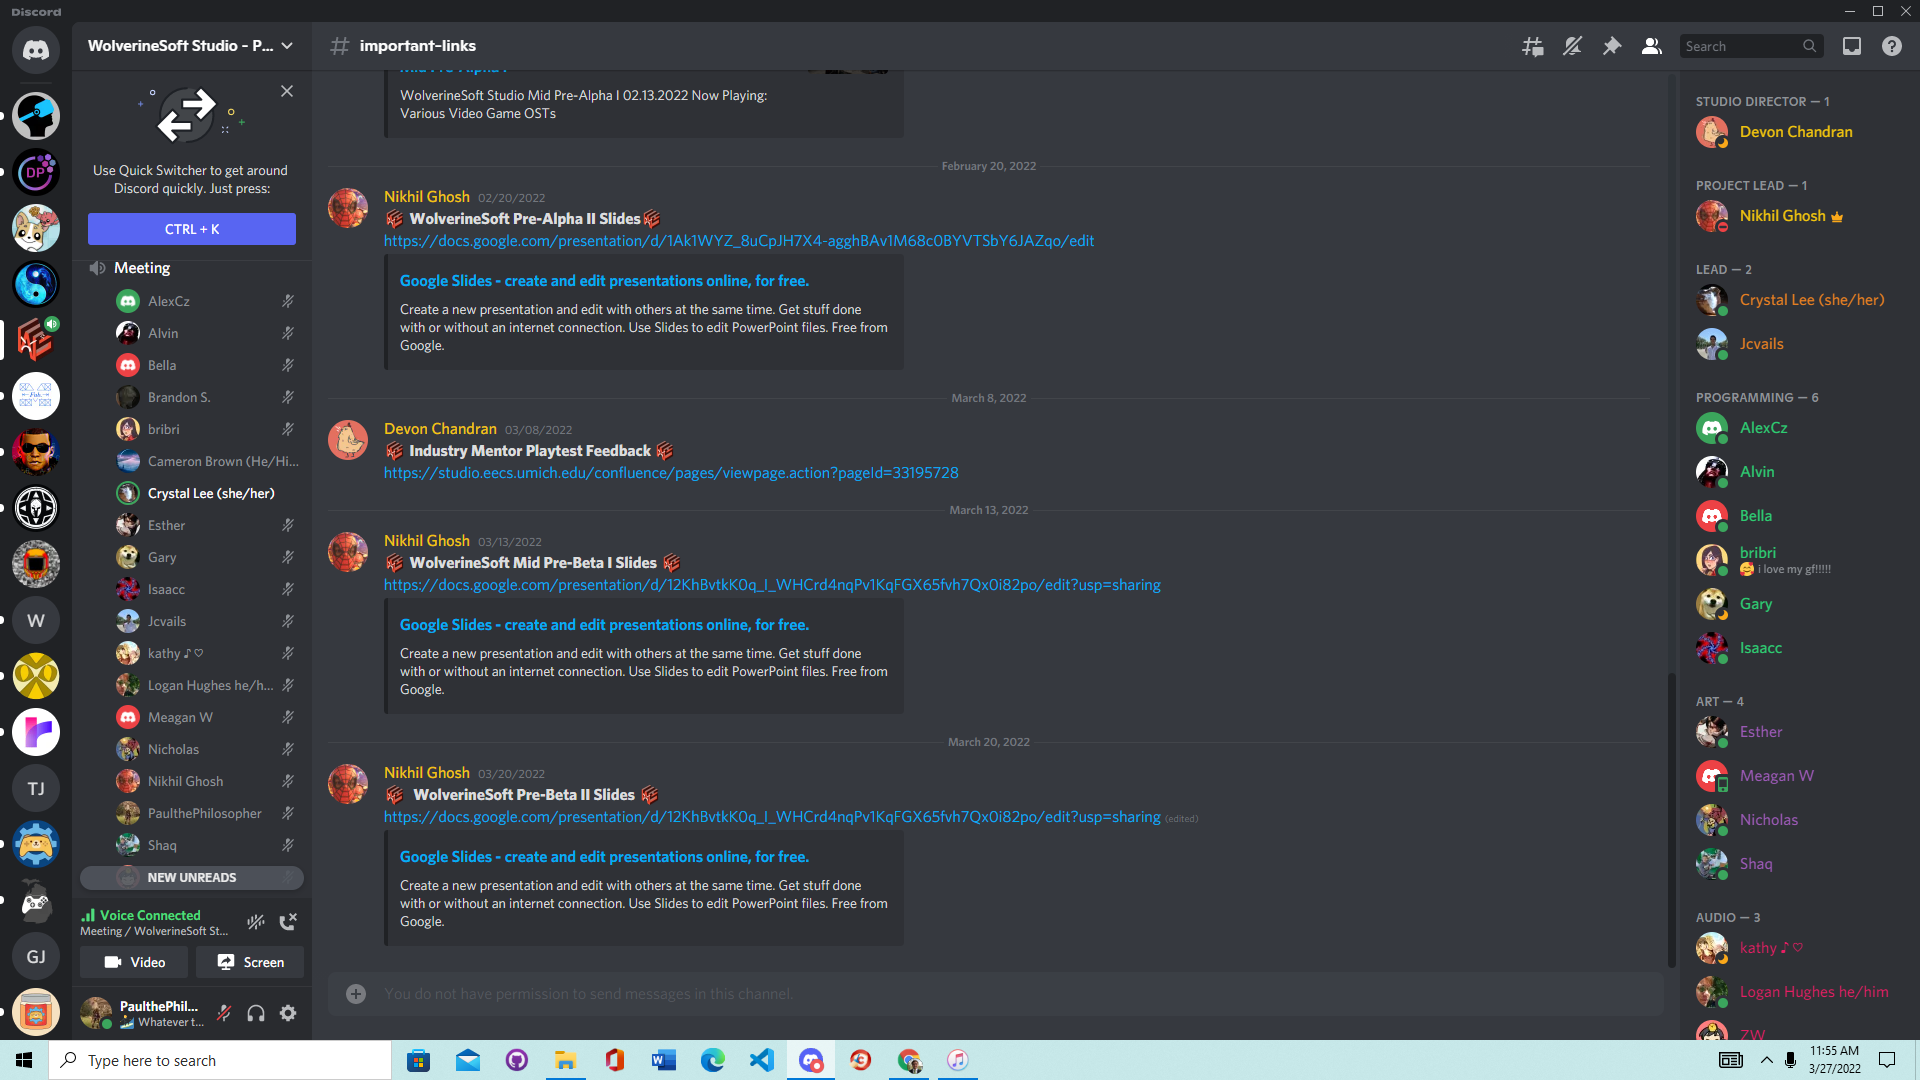 Discord
WolverineSoft Studio - P...
# important-links
Search
Use Quick Switcher to get around
Discord quickly. Just press:
CTRL + K
Meeting
AlexCz
Alvin
Bella
Brandon S.
bribri
Cameron Brown (He/Hi...
Crystal Lee (she/her)
Esther
Gary
Isaacc
Jcvails
kathy ♪ ♡
Logan Hughes he/h...
Meagan W
Nicholas
Nikhil Ghosh
PaulthePhilosopher
Shaq
NEW UNREADS
Voice Connected
Meeting / WolverineSoft St...
Video
Screen
PaulthePhil...
Whatever t...
DP
W
TJ
GJ
WolverineSoft Studio Mid Pre-Alpha I 02.13.2022 Now Playing:
Various Video Game OSTs
February 20, 2022
Nikhil Ghosh 02/20/2022
WolverineSoft Pre-Alpha II Slides
https://docs.google.com/presentation/d/1Ak1WYZ_8uCpJH7X4-agghBAv1M68c0BYVTSbY6JAZqo/edit
Google Slides - create and edit presentations online, for free.
Create a new presentation and edit with others at the same time. Get stuff done
with or without an internet connection. Use Slides to edit PowerPoint files. Free from
Google.
March 8, 2022
Devon Chandran 03/08/2022
Industry Mentor Playtest Feedback
https://studio.eecs.umich.edu/confluence/pages/viewpage.action?pageId=33195728
March 13, 2022
Nikhil Ghosh 03/13/2022
WolverineSoft Mid Pre-Beta I Slides
https://docs.google.com/presentation/d/12KhBvtkK0q_I_WHCrd4nqPv1KqFGX65fvh7Qx0i82po/edit?usp=sharing
Google Slides - create and edit presentations online, for free.
Create a new presentation and edit with others at the same time. Get stuff done
with or without an internet connection. Use Slides to edit PowerPoint files. Free from
Google.
March 20, 2022
Nikhil Ghosh 03/20/2022
WolverineSoft Pre-Beta II Slides
https://docs.google.com/presentation/d/12KhBvtkK0q_I_WHCrd4nqPv1KqFGX65fvh7Qx0i82po/edit?usp=sharing (edited)
Google Slides - create and edit presentations online, for free.
Create a new presentation and edit with others at the same time. Get stuff done
with or without an internet connection. Use Slides to edit PowerPoint files. Free from
Google.
You do not have permission to send messages in this channel.
STUDIO DIRECTOR — 1
Devon Chandran
PROJECT LEAD — 1
Nikhil Ghosh
LEAD — 2
Crystal Lee (she/her)
Jcvails
PROGRAMMING — 6
AlexCz
Alvin
Bella
bribri
i love my gf!!!!!
Gary
Isaacc
ART — 4
Esther
Meagan W
Nicholas
Shaq
AUDIO — 3
kathy ♪ ♡
Logan Hughes he/him
ZW
Type here to search
11:55 AM
3/27/2022